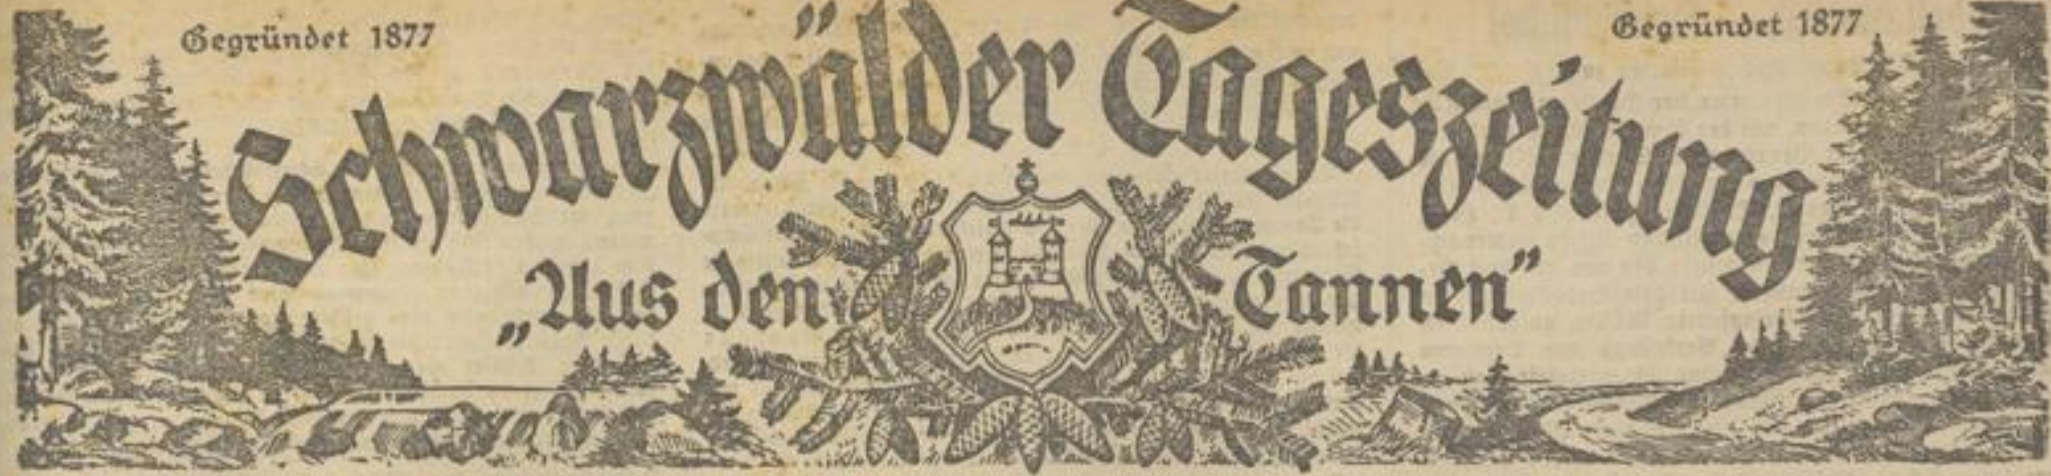 Gegründet 1877 Gegründet 1877
Schwarzwälder Tageszeitung
„Aus den Tannen"